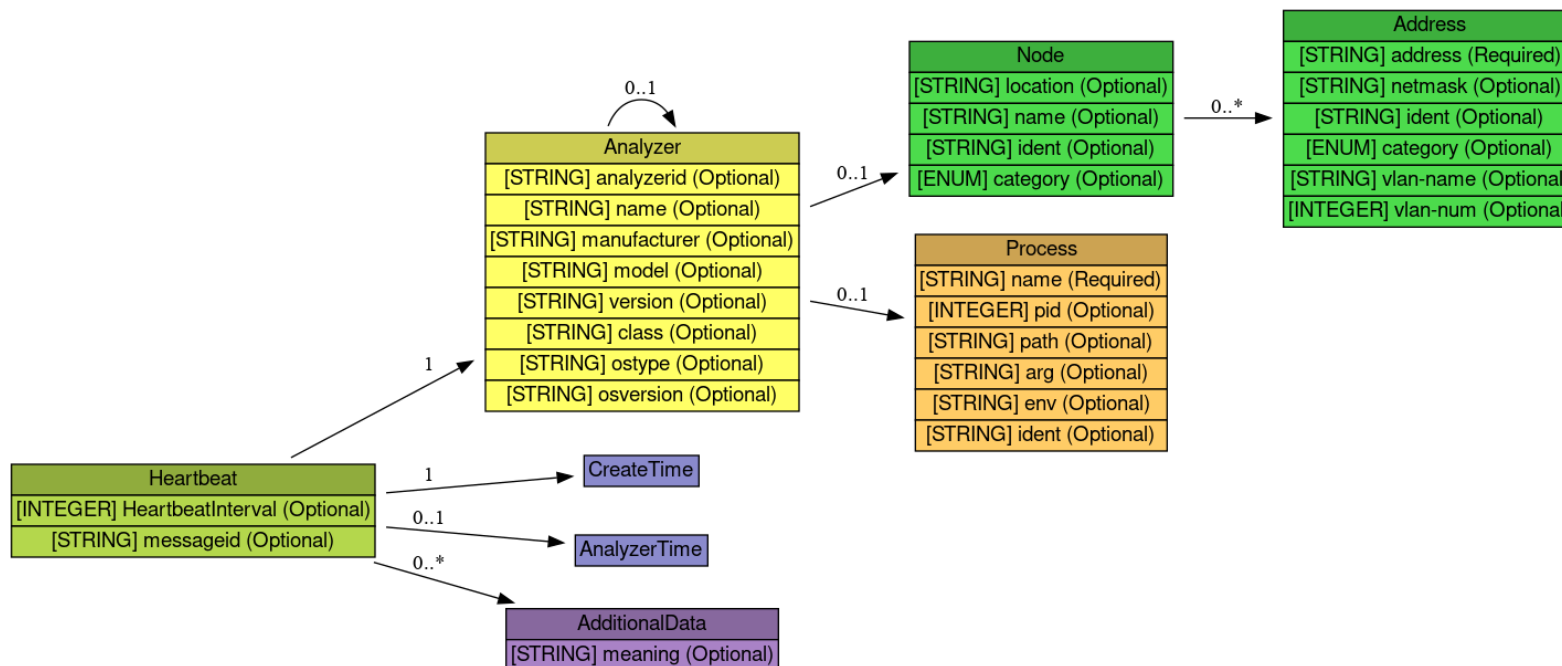 Address
[STRING] address (Required)
[STRING] netmask (Optional)
[STRING] ident (Optional)
[ENUM] category (Optional)
[STRING] vlan-name (Optional
[INTEGER] vlan-num (Optional
0..*
Node
[STRING] location (Optional)
[STRING] name (Optional)
[STRING] ident (Optional)
[ENUM] category (Optional)
0..1
Analyzer
[STRING] analyzerid (Optional)
[STRING] name (Optional)
[STRING] manufacturer (Optional)
[STRING] model (Optional)
[STRING] version (Optional)
[STRING] class (Optional)
[STRING] ostype (Optional)
[STRING] osversion (Optional)
0..1
0..1
Process
[STRING] name (Required)
[INTEGER] pid (Optional)
[STRING] path (Optional)
[STRING] arg (Optional)
[STRING] env (Optional)
[STRING] ident (Optional)
1
Heartbeat
[INTEGER] HeartbeatInterval (Optional)
[STRING] messageid (Optional)
1
CreateTime
0..1
AnalyzerTime
0..*
AdditionalData
[STRING] meaning (Optional)